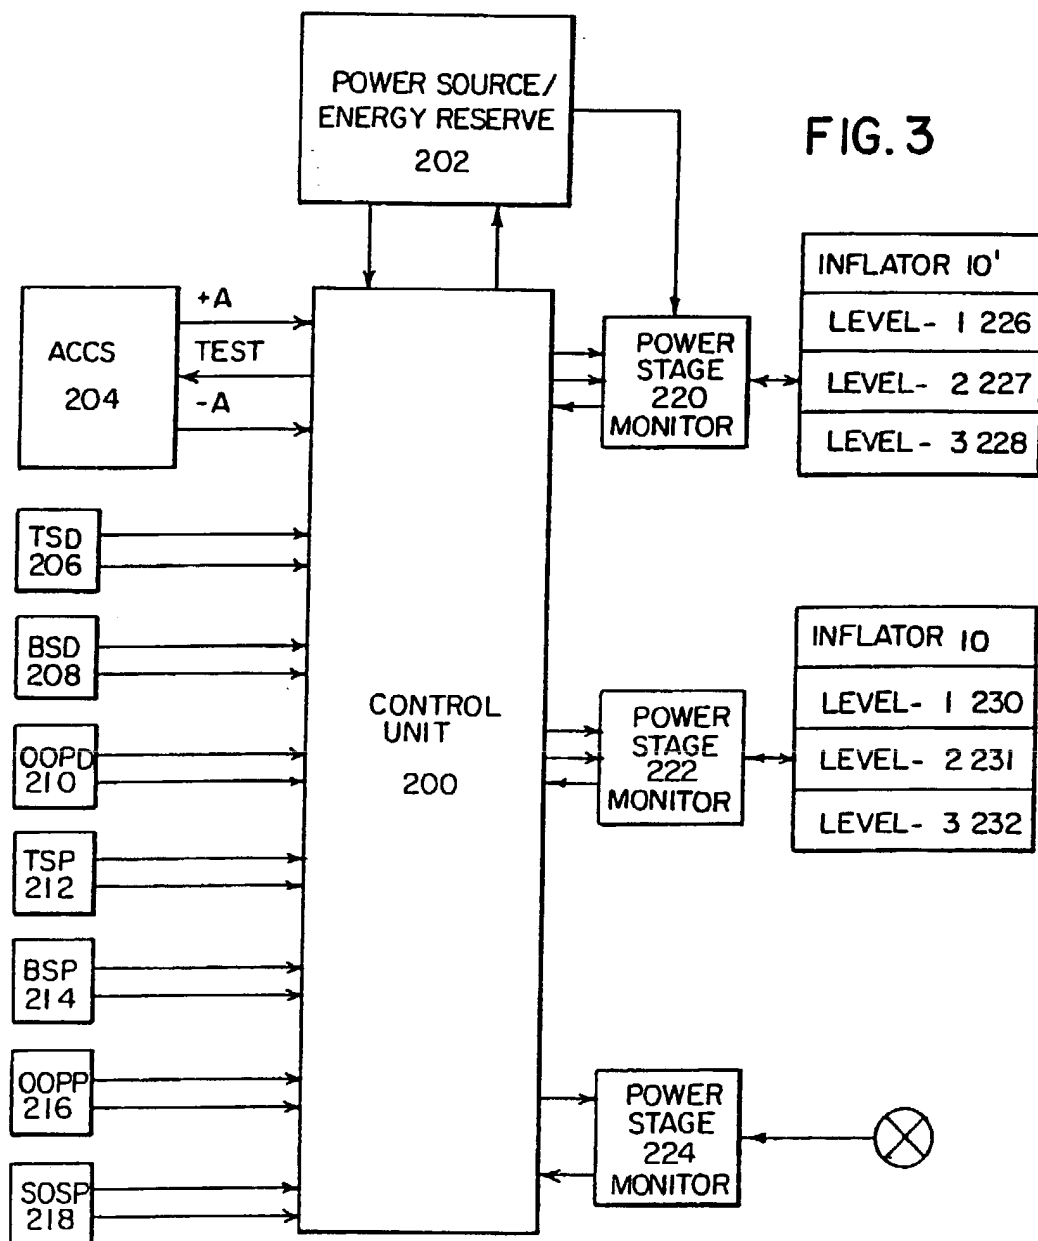 POWER SOURCE/
ENERGY RESERVE
202
FIG. 3
ACCS
204
+A
TEST
-A
TSD
206
BSD
208
OOPD
210
TSP
212
BSP
214
OOPP
216
SOSP
218
CONTROL
UNIT
200
POWER
STAGE
220
MONITOR
INFLATOR 10'
LEVEL- 1 226
LEVEL- 2 227
LEVEL- 3 228
POWER
STAGE
222
MONITOR
INFLATOR 10
LEVEL- 1 230
LEVEL- 2 231
LEVEL- 3 232
POWER
STAGE
224
MONITOR